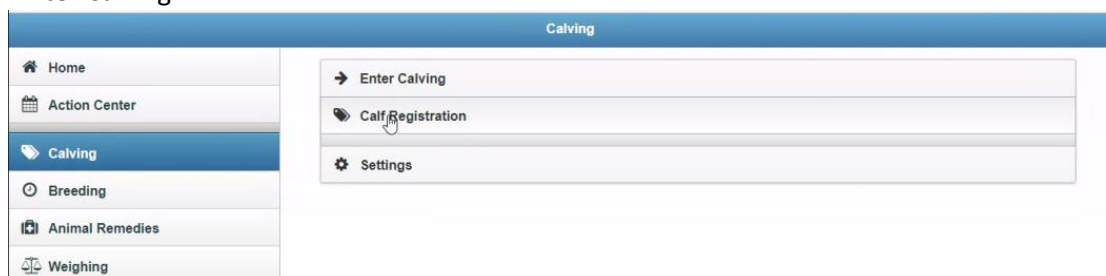 Calving
Home
Action Center
Calving
Breeding
Animal Remedies
Weighing
Enter Calving
Calf Registration
Settings